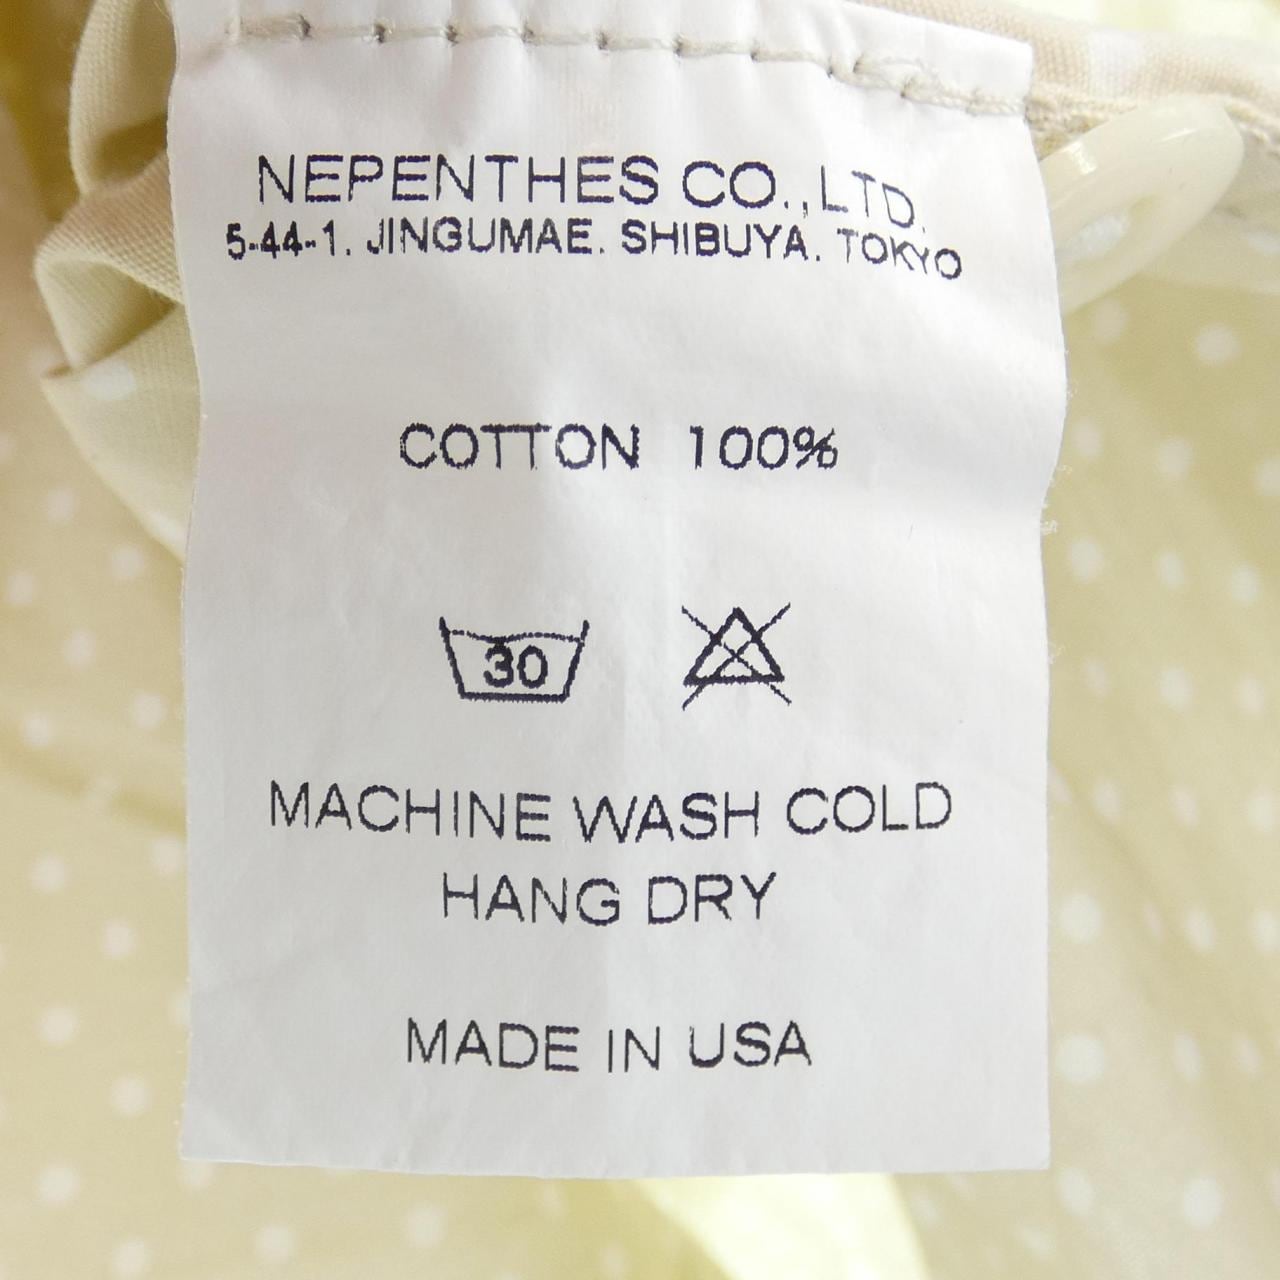 NEPENTHES CO.,LTD.
5-44-1. JINGUMAE. SHIBUYA. TOKYO
COTTON 100%
30
MACHINE WASH COLD
HANG DRY
MADE IN USA